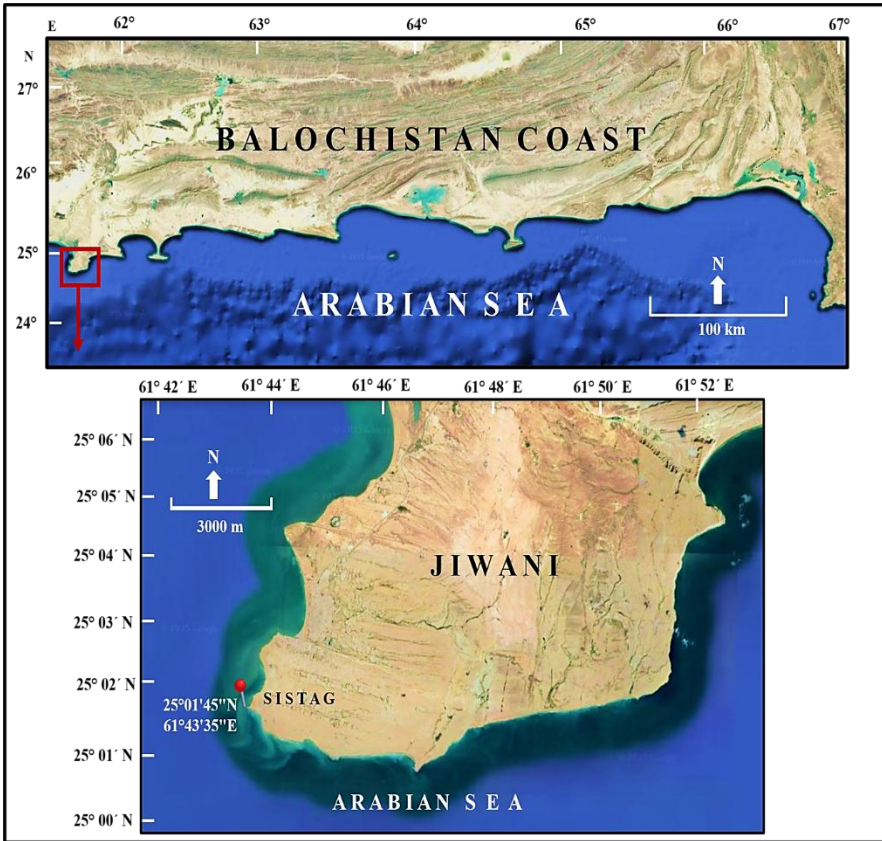 E 62° 63° 64° 65° 66° 67°
N
27°
BALOCHISTAN COAST
26°
25°
N
ARABIAN S E A
24°
100 km
61° 42´ E 61° 44´ E 61° 46´ E 61° 48´ E 61° 50´ E 61° 52´ E
25° 06´ N
N
25° 05´ N
3000 m
25° 04´ N
JIWANI
25° 03´ N
25° 02´ N
SISTAG
25°01'45"N
61°43'35"E
25° 01´ N
ARABIAN S E A
25° 00´ N